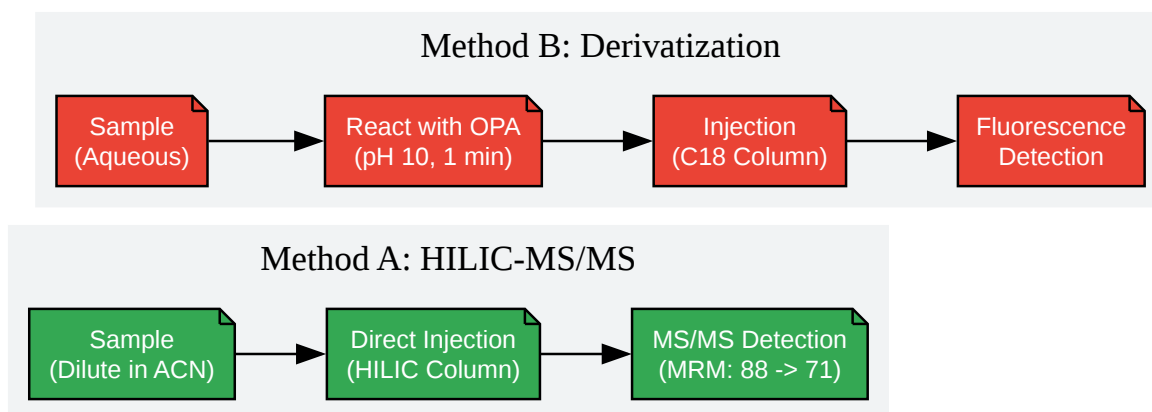 Method B: Derivatization
Sample
(Aqueous)
React with OPA
(pH 10, 1 min)
Injection
(C18 Column)
Fluorescence
Detection
Method A: HILIC-MS/MS
Sample
(Dilute in ACN)
Direct Injection
(HILIC Column)
MS/MS Detection
(MRM: 88 -> 71)